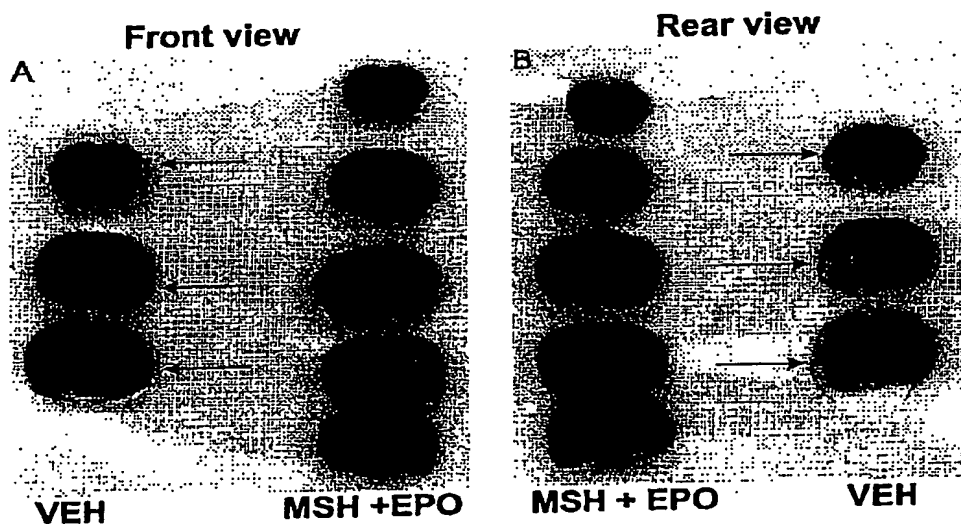 Front view
Rear view
A
B
VEH
MSH +EPO
MSH + EPO
VEH